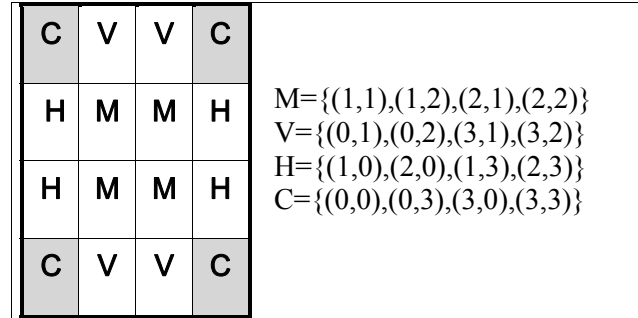 C V V C
H M M H
H M M H
C V V C
M={(1,1),(1,2),(2,1),(2,2)}
V={(0,1),(0,2),(3,1),(3,2)}
H={(1,0),(2,0),(1,3),(2,3)}
C={(0,0),(0,3),(3,0),(3,3)}